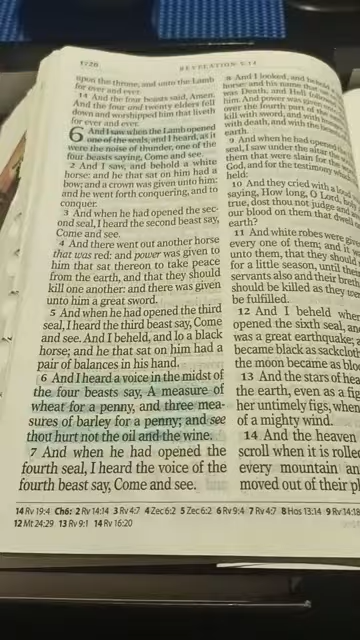 1226
REVELATION 5:14
upon the throne, and unto the Lamb
for ever and ever.
14 And the four beasts said, Amen.
And the four and twenty elders fell
down and worshipped him that liveth
for ever and ever.
6 And I saw when the Lamb opened
one of the seals, and I heard, as it
were the noise of thunder, one of the
four beasts saying, Come and see.
2 And I saw, and behold a white
horse: and he that sat on him had a
bow; and a crown was given unto him:
and he went forth conquering, and to
conquer.
3 And when he had opened the sec-
ond seal, I heard the second beast say,
Come and see.
4 And there went out another horse
that was red: and power was given to
him that sat thereon to take peace
from the earth, and that they should
kill one another: and there was given
unto him a great sword.
5 And when he had opened the third
seal, I heard the third beast say, Come
and see. And I beheld, and lo a black
horse; and he that sat on him had a
pair of balances in his hand.
6 And I heard a voice in the midst of
the four beasts say, A measure of
wheat for a penny, and three mea-
sures of barley for a penny; and see
thou hurt not the oil and the wine.
7 And when he had opened the
fourth seal, I heard the voice of the
fourth beast say, Come and see.
8 And I looked, and behold
horse: and his name that
was Death, and Hell follow
him. And power was given
over the fourth part of the
kill with sword, and with
with death, and with the
earth.
9 And when he had opened the
seal, I saw under the altar
them that were slain for the
God, and for the testimony which
held:
10 And they cried with a loud
saying, How long, O Lord, holy
true, dost thou not judge and
our blood on them that dwell
earth?
11 And white robes were give
every one of them; and it w
unto them, that they should
for a little season, until thei
servants also and their breth
should be killed as they we
be fulfilled.
12 And I beheld when
opened the sixth seal, an
was a great earthquake; a
became black as sackcloth
the moon became as bloo
13 And the stars of hea
the earth, even as a fig
her untimely figs, when
of a mighty wind.
14 And the heaven
scroll when it is rolle
every mountain an
moved out of their pl
14 Rv 19:4 Ch6: 2 Rv 14:14 3 Rv 4:7 4 Zec 6:2 5 Zec 6:2 6 Rv 9:4 7 Rv 4:7 8 Hos 13:14 9 Rv 14:18
12 Mt 24:29 13 Rv 9:1 14 Rv 16:20